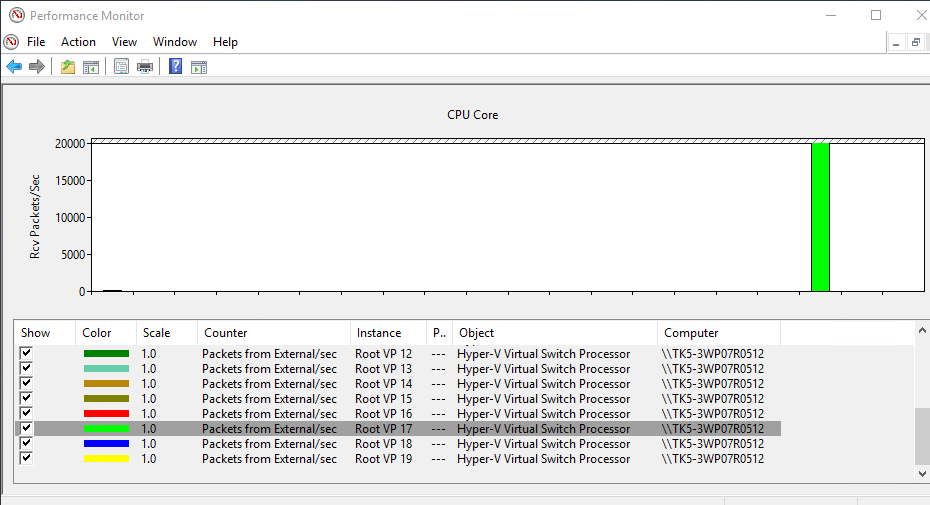 Performance Monitor
File Action View Window Help
CPU Core
Rcv Packets/Sec
20000
15000
10000
5000
0
Show Color Scale Counter Instance P.. Object Computer
1.0 Packets from External/sec Root VP 12 --- Hyper-V Virtual Switch Processor \\TK5-3WP07R0512
1.0 Packets from External/sec Root VP 13 --- Hyper-V Virtual Switch Processor \\TK5-3WP07R0512
1.0 Packets from External/sec Root VP 14 --- Hyper-V Virtual Switch Processor \\TK5-3WP07R0512
1.0 Packets from External/sec Root VP 15 --- Hyper-V Virtual Switch Processor \\TK5-3WP07R0512
1.0 Packets from External/sec Root VP 16 --- Hyper-V Virtual Switch Processor \\TK5-3WP07R0512
1.0 Packets from External/sec Root VP 17 --- Hyper-V Virtual Switch Processor \\TK5-3WP07R0512
1.0 Packets from External/sec Root VP 18 --- Hyper-V Virtual Switch Processor \\TK5-3WP07R0512
1.0 Packets from External/sec Root VP 19 --- Hyper-V Virtual Switch Processor \\TK5-3WP07R0512